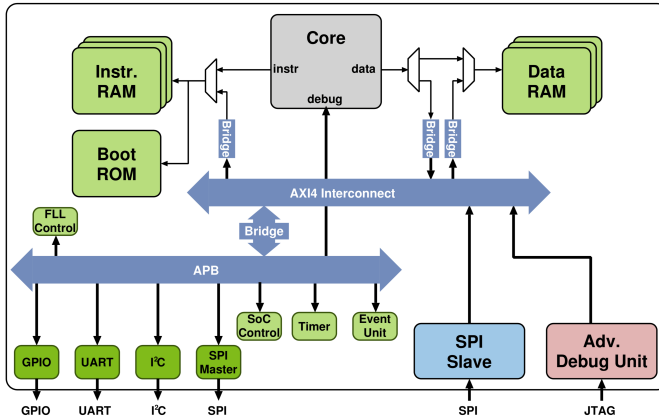 Core
instr
data
debug
Instr.
RAM
Data
RAM
Bridge
Bridge
Bridge
Boot
ROM
AXI4 Interconnect
FLL
Control
Bridge
APB
SoC
Control
Timer
Event
Unit
GPIO
UART
I²C
SPI
Master
SPI
Slave
Adv.
Debug Unit
GPIO
UART
I²C
SPI
SPI
JTAG